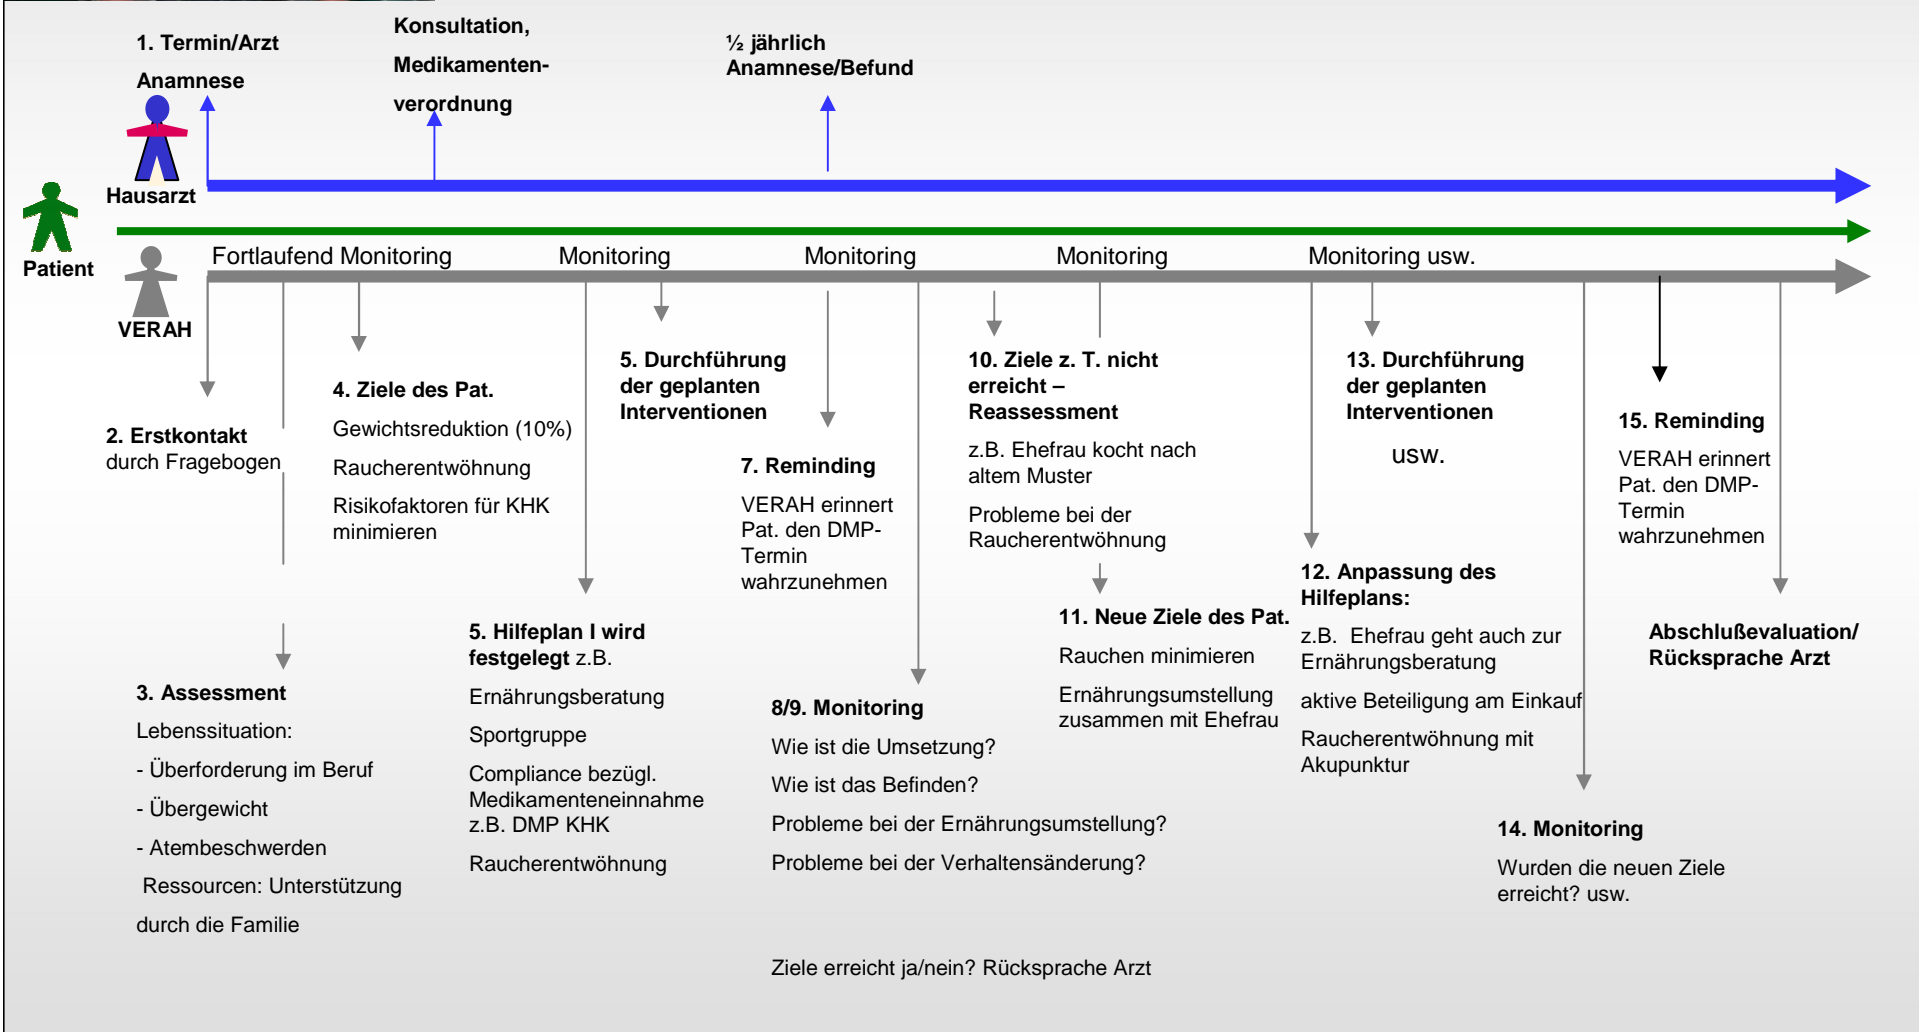 1. Termin/Arzt
Anamnese
Konsultation,
Medikamenten-
verordnung
½ jährlich
Anamnese/Befund
Hausarzt
Patient
VERAH
Fortlaufend Monitoring
Monitoring
Monitoring
Monitoring
Monitoring usw.
2. Erstkontakt
durch Fragebogen
3. Assessment
Lebenssituation:
- Überforderung im Beruf
- Übergewicht
- Atembeschwerden
Ressourcen: Unterstützung
durch die Familie
4. Ziele des Pat.
Gewichtsreduktion (10%)
Raucherentwöhnung
Risikofaktoren für KHK
minimieren
5. Hilfeplan I wird
festgelegt z.B.
Ernährungsberatung
Sportgruppe
Compliance bezügl.
Medikamenteneinnahme
z.B. DMP KHK
Raucherentwöhnung
5. Durchführung
der geplanten
Interventionen
7. Reminding
VERAH erinnert
Pat. den DMP-
Termin
wahrzunehmen
8/9. Monitoring
Wie ist die Umsetzung?
Wie ist das Befinden?
Probleme bei der Ernährungsumstellung?
Probleme bei der Verhaltensänderung?
Ziele erreicht ja/nein? Rücksprache Arzt
10. Ziele z. T. nicht
erreicht –
Reassessment
z.B. Ehefrau kocht nach
altem Muster
Probleme bei der
Raucherentwöhnung
11. Neue Ziele des Pat.
Rauchen minimieren
Ernährungsumstellung
zusammen mit Ehefrau
12. Anpassung des
Hilfeplans:
z.B. Ehefrau geht auch zur
Ernährungsberatung
aktive Beteiligung am Einkauf
Raucherentwöhnung mit
Akupunktur
13. Durchführung
der geplanten
Interventionen
usw.
14. Monitoring
Wurden die neuen Ziele
erreicht? usw.
15. Reminding
VERAH erinnert
Pat. den DMP-
Termin
wahrzunehmen
Abschlußevaluation/
Rücksprache Arzt